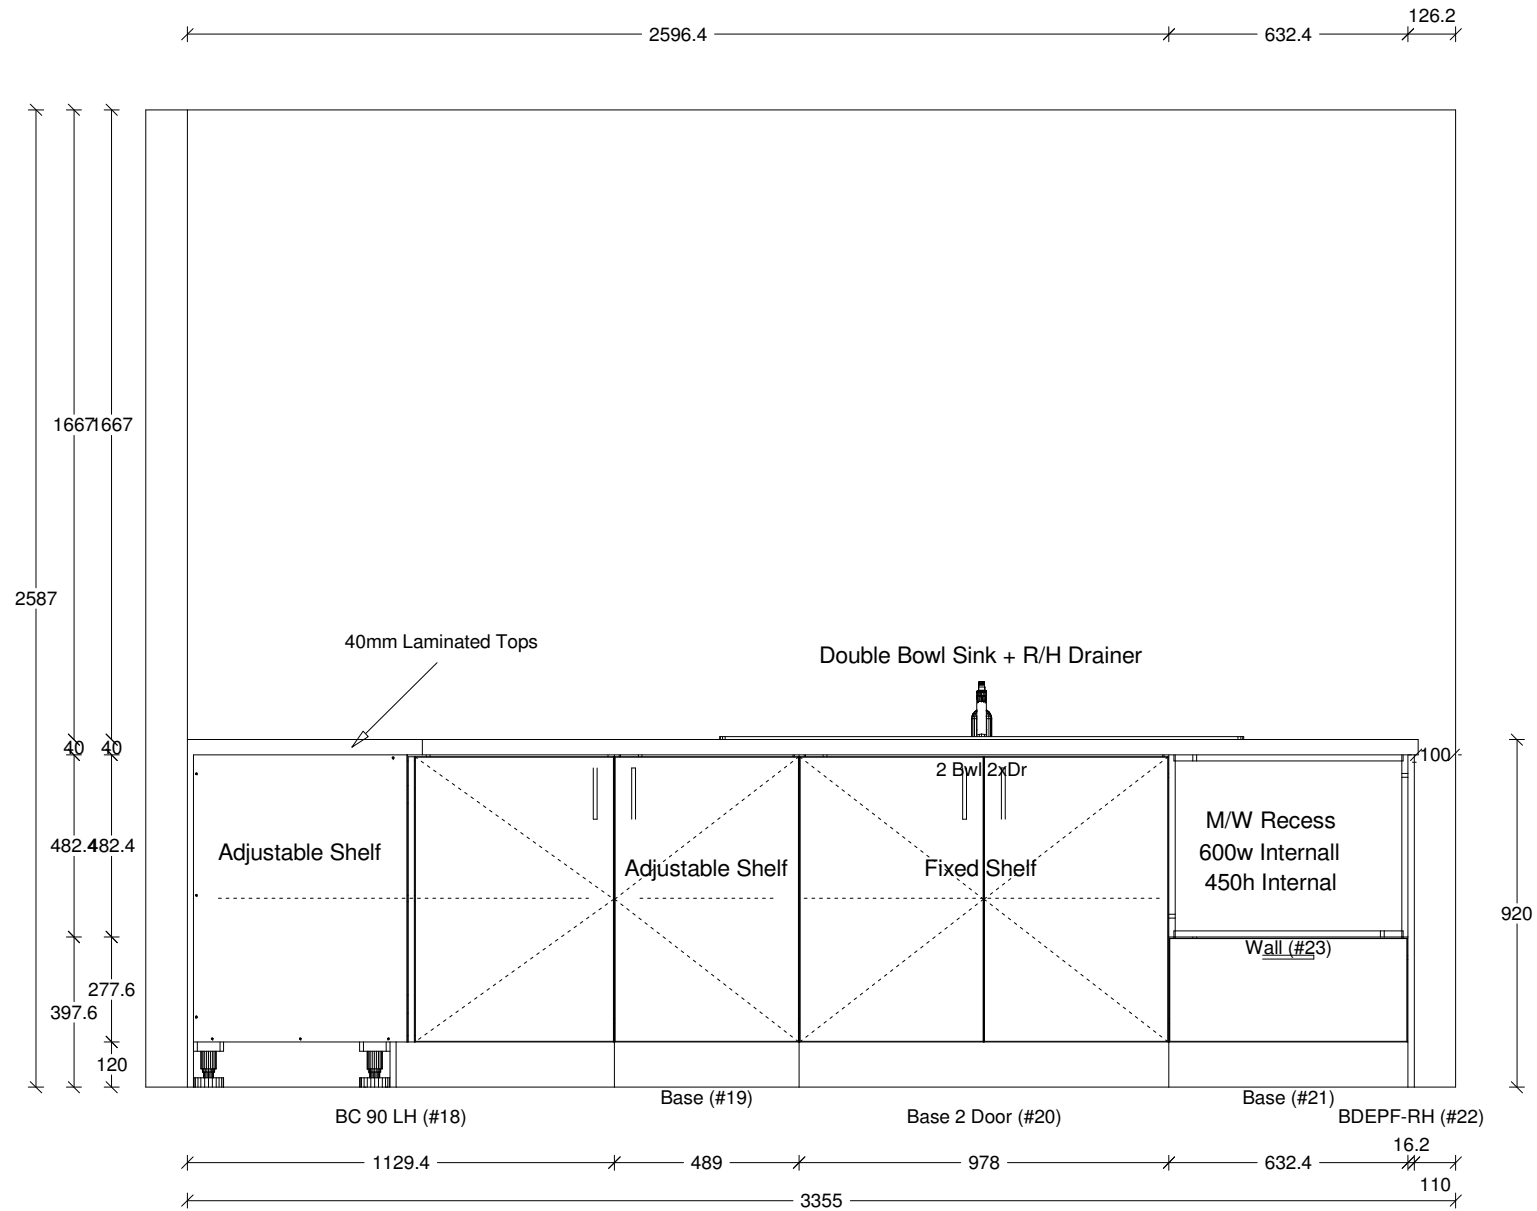 126.2
2596.4
632.4
1667
1667
2587
40mm Laminated Tops
Double Bowl Sink + R/H Drainer
40
40
100
2 Bwl 2xDr
M/W Recess
600w Internall
450h Internal
482.4
482.4
Adjustable Shelf
Adjustable Shelf
Fixed Shelf
920
Wall (#23)
277.6
397.6
120
Base (#19)
Base (#21)
BC 90 LH (#18)
Base 2 Door (#20)
BDEPF-RH (#22)
16.2
1129.4
489
978
632.4
110
3355